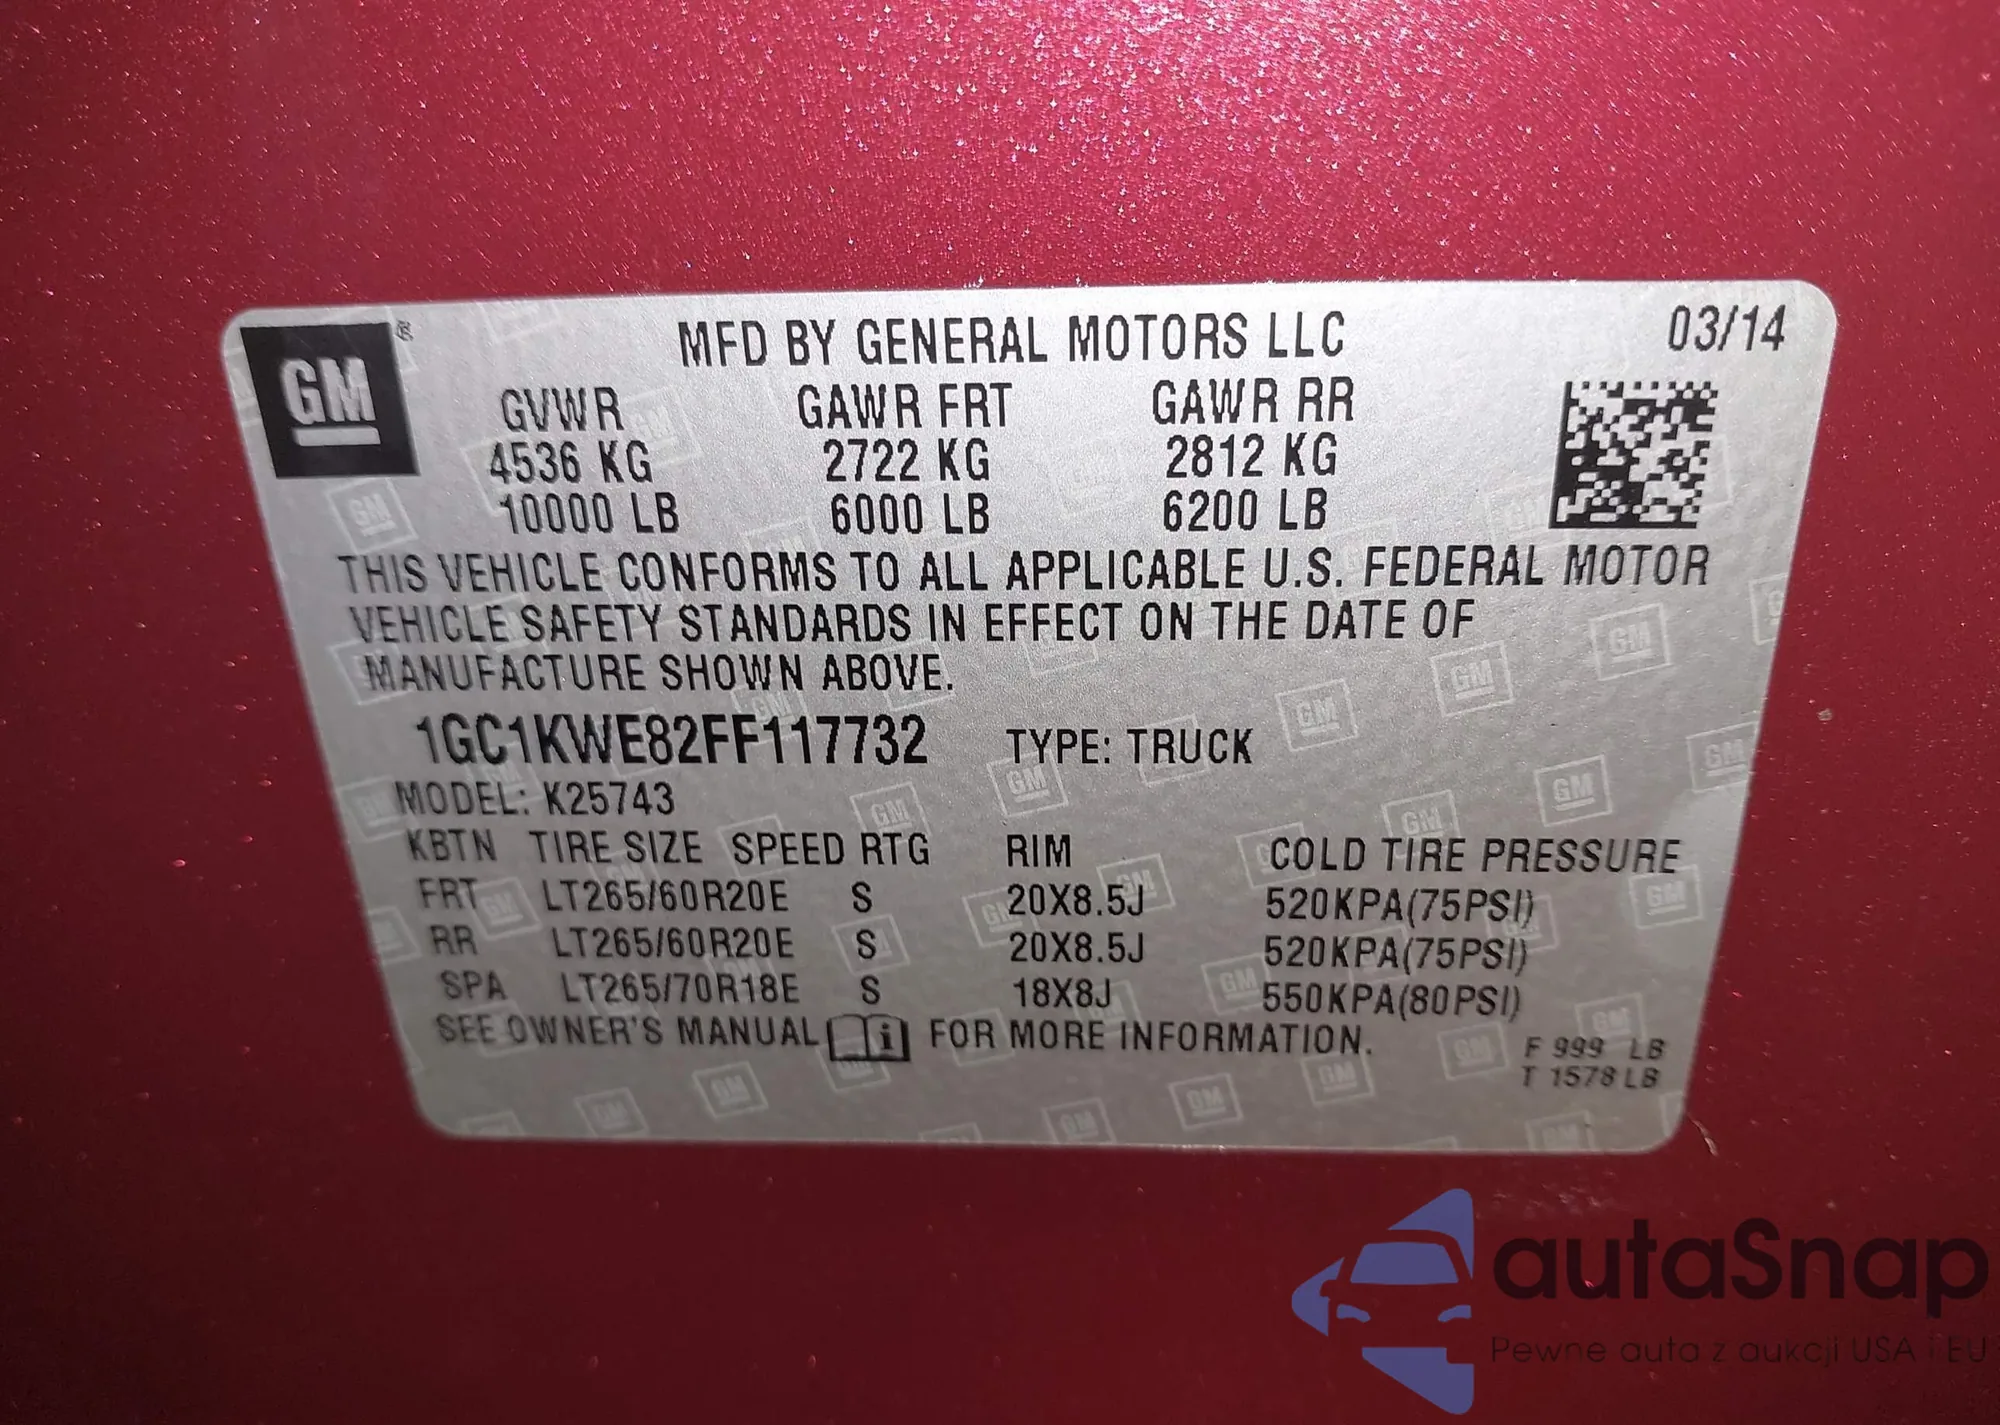 GM ®
MFD BY GENERAL MOTORS LLC
03/14
GVWR GAWR FRT GAWR RR
4536 KG 2722 KG 2812 KG
10000 LB 6000 LB 6200 LB
THIS VEHICLE CONFORMS TO ALL APPLICABLE U.S. FEDERAL MOTOR
VEHICLE SAFETY STANDARDS IN EFFECT ON THE DATE OF
MANUFACTURE SHOWN ABOVE.
1GC1KWE82FF117732 TYPE: TRUCK
MODEL: K25743
KBTN TIRE SIZE SPEED RTG RIM COLD TIRE PRESSURE
FRT LT265/60R20E S 20X8.5J 520KPA(75PSI)
RR LT265/60R20E S 20X8.5J 520KPA(75PSI)
SPA LT265/70R18E S 18X8J 550KPA(80PSI)
SEE OWNER'S MANUAL i FOR MORE INFORMATION.
F 999 LB
T 1578 LB
autaSnap
Pewne auta z aukcji USA i EU